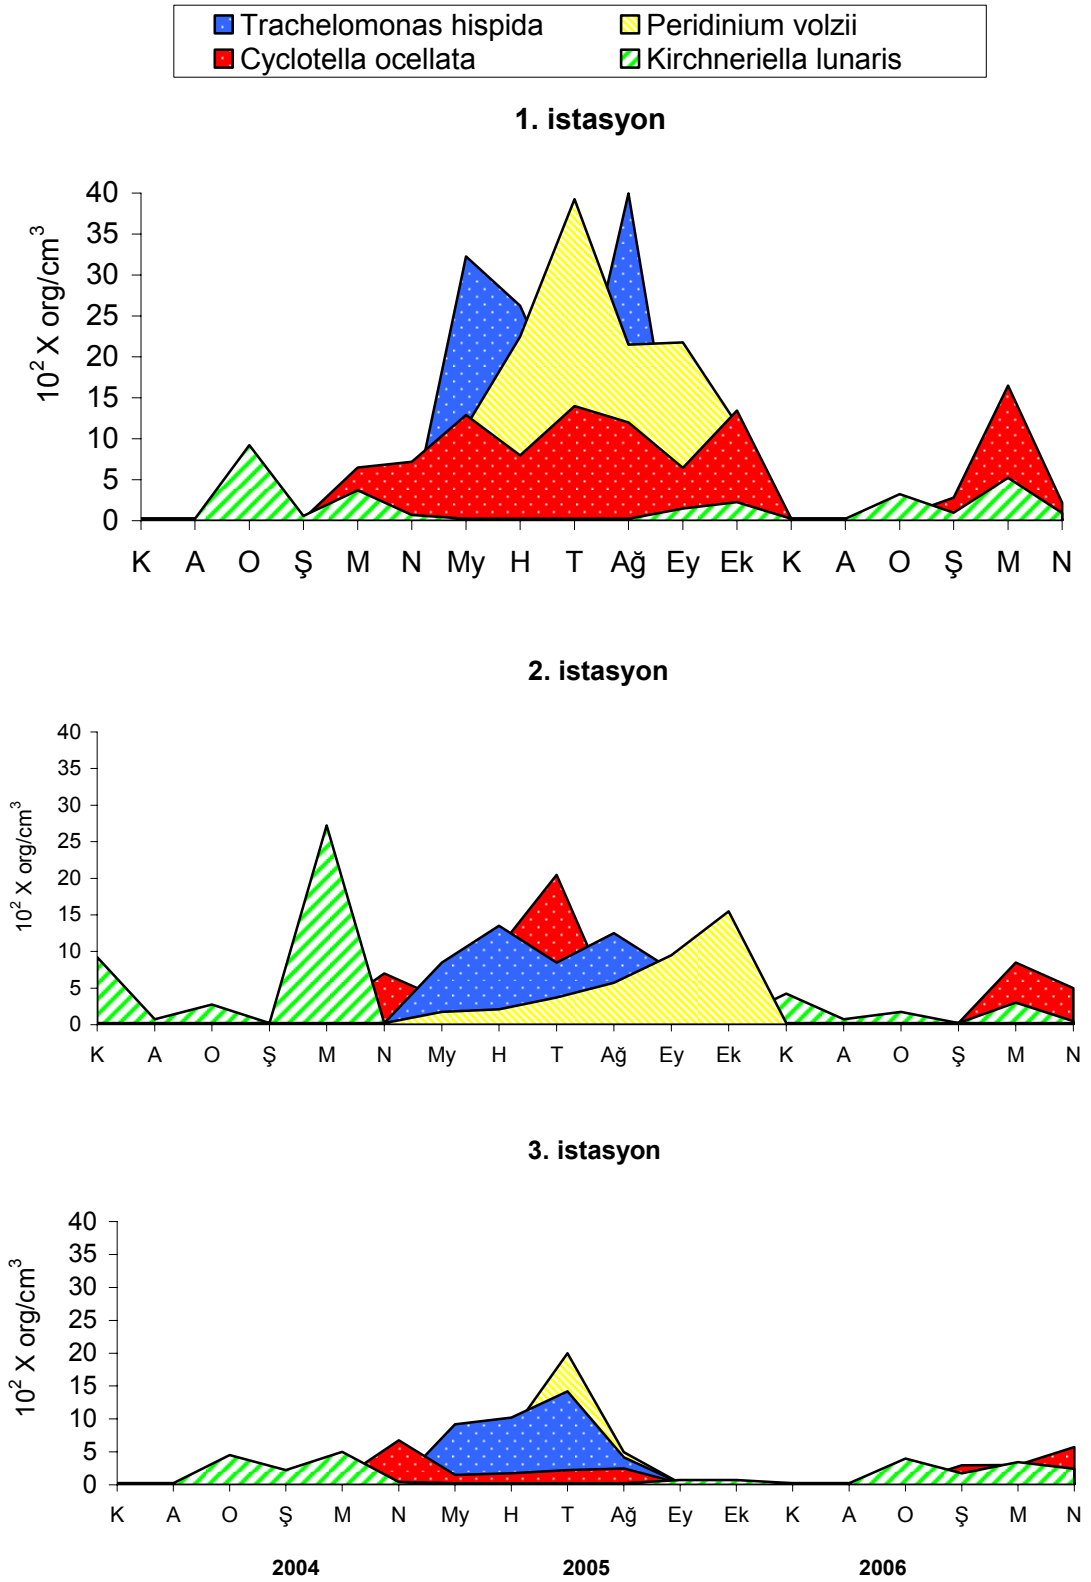 Trachelomonas hispida Peridinium volzii
Cyclotella ocellata Kirchneriella lunaris
1. istasyon
10² X org/cm³
40
35
30
25
20
15
10
5
0
K A O Ş M N My H T Ağ Ey Ek K A O Ş M N
2. istasyon
10² X org/cm³
40
35
30
25
20
15
10
5
0
K A O Ş M N My H T Ağ Ey Ek K A O Ş M N
3. istasyon
10² X org/cm³
40
35
30
25
20
15
10
5
0
K A O Ş M N My H T Ağ Ey Ek K A O Ş M N
2004 2005 2006